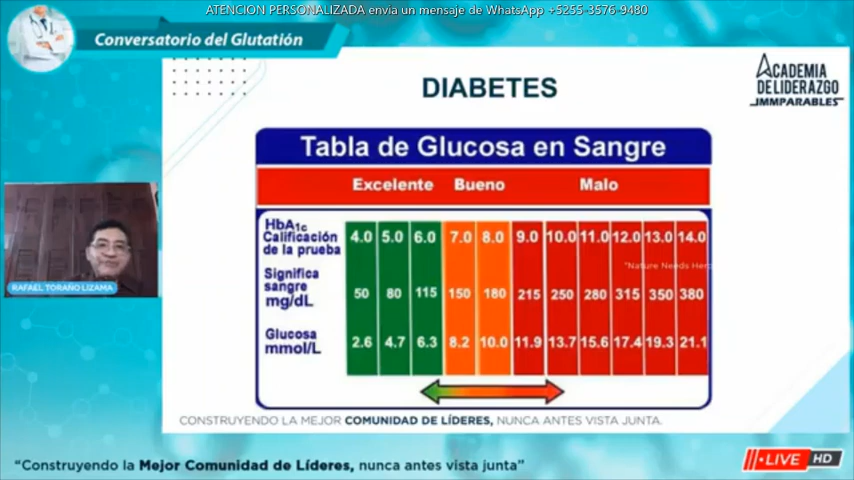 ATENCION PERSONALIZADA envía un mensaje de WhatsApp +5255-3576-9480
Conversatorio del Glutatión
ACADEMIA
DE LIDERAZGO
IMMPARABLES
DIABETES
Tabla de Glucosa en Sangre
Excelente Bueno Malo
HbA1c
Calificación
de la prueba
4.0 5.0 6.0 7.0 8.0 9.0 10.0 11.0 12.0 13.0 14.0
"Nature Needs Hero
Significa
sangre
mg/dL
50 80 115 150 180 215 250 280 315 350 380
Glucosa
mmol/L
2.6 4.7 6.3 8.2 10.0 11.9 13.7 15.6 17.4 19.3 21.1
RAFAEL TORAÑO LIZAMA
CONSTRUYENDO LA MEJOR COMUNIDAD DE LÍDERES, NUNCA ANTES VISTA JUNTA.
“Construyendo la Mejor Comunidad de Líderes, nunca antes vista junta”
LIVE HD